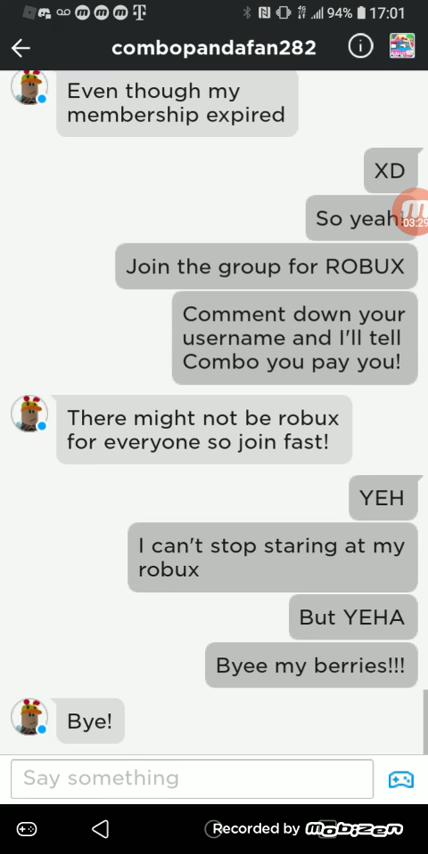 94% 17:01
combopandafan282
Even though my
membership expired
XD
So yeah!
03:29
Join the group for ROBUX
Comment down your
username and I'll tell
Combo you pay you!
There might not be robux
for everyone so join fast!
YEH
I can't stop staring at my
robux
But YEHA
Byee my berries!!!
Bye!
Say something
Recorded by mobizen